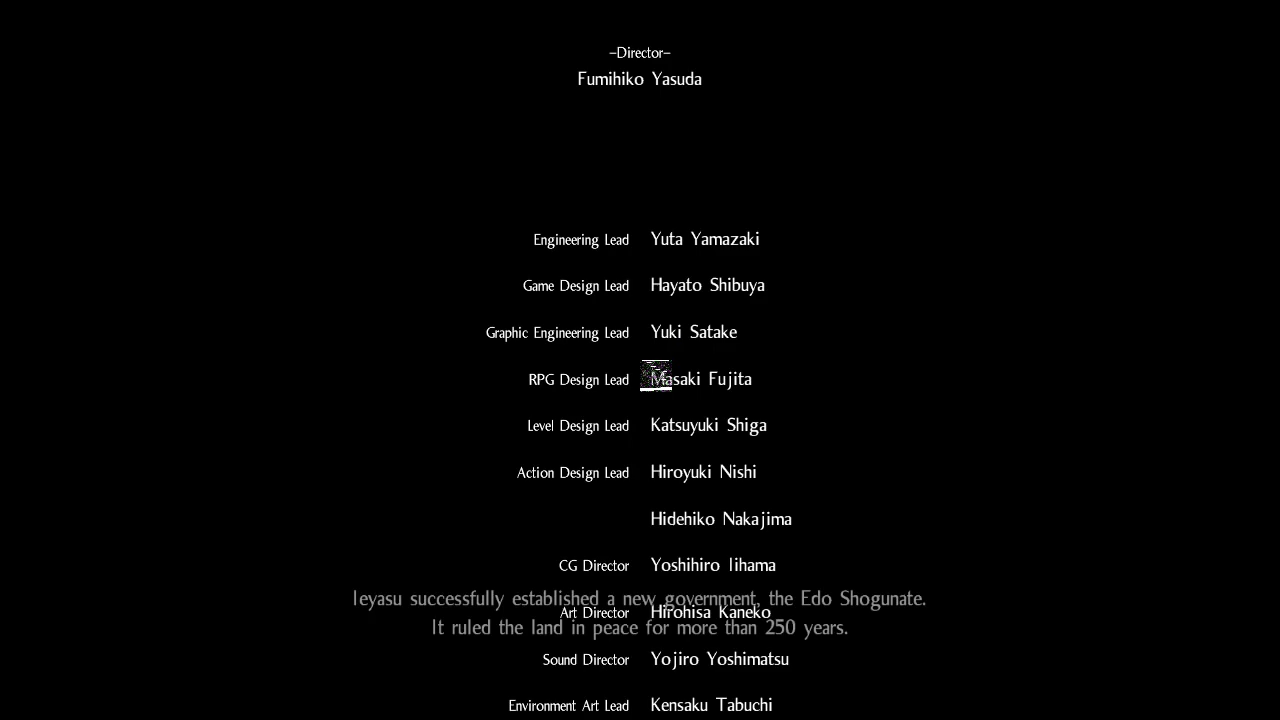 -Director-
Fumihiko Yasuda
Engineering Lead Yuta Yamazaki
Game Design Lead Hayato Shibuya
Graphic Engineering Lead Yuki Satake
RPG Design Lead Masaki Fujita
Level Design Lead Katsuyuki Shiga
Action Design Lead Hiroyuki Nishi
Hidehiko Nakajima
CG Director Yoshihiro Iihama
Ieyasu successfully established a new government, the Edo Shogunate.
Art Director Hirohisa Kaneko
It ruled the land in peace for more than 250 years.
Sound Director Yojiro Yoshimatsu
Environment Art Lead Kensaku Tabuchi